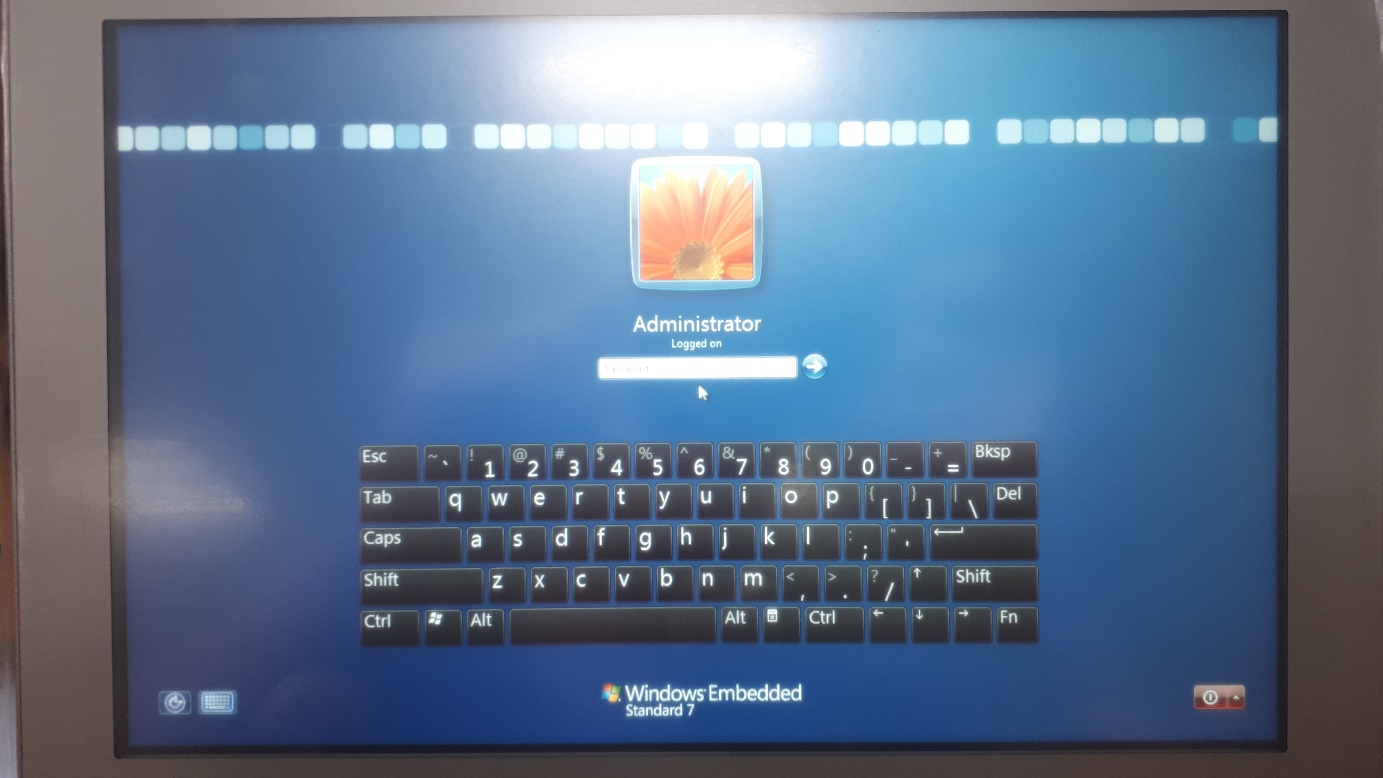 Administrator
Logged on
Password
Esc ~ ` ! 1 @ 2 # 3 $ 4 % 5 ^ 6 & 7 * 8 ( 9 ) 0 _ - + = Bksp
Tab q w e r t y u i o p { [ } ] | \ Del
Caps a s d f g h j k l : ; " '
Shift z x c v b n m < , > . ? / ↑ Shift
Ctrl Alt Alt Ctrl ← ↓ → Fn
Windows Embedded
Standard 7